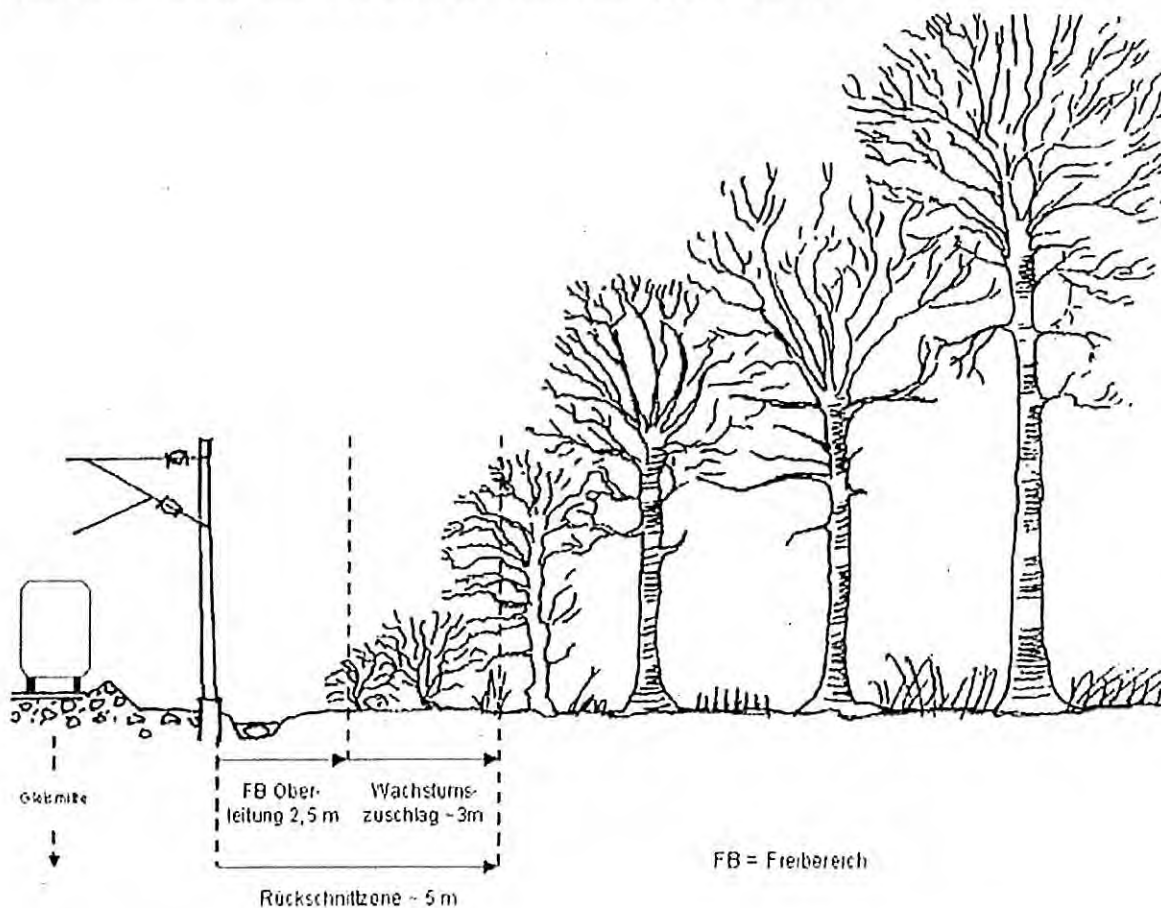 Gleismitte
FB Ober-
leitung 2,5 m
Wachstums-
zuschlag ~3m
FB = Freibereich
Rückschnittzone ~ 5 m